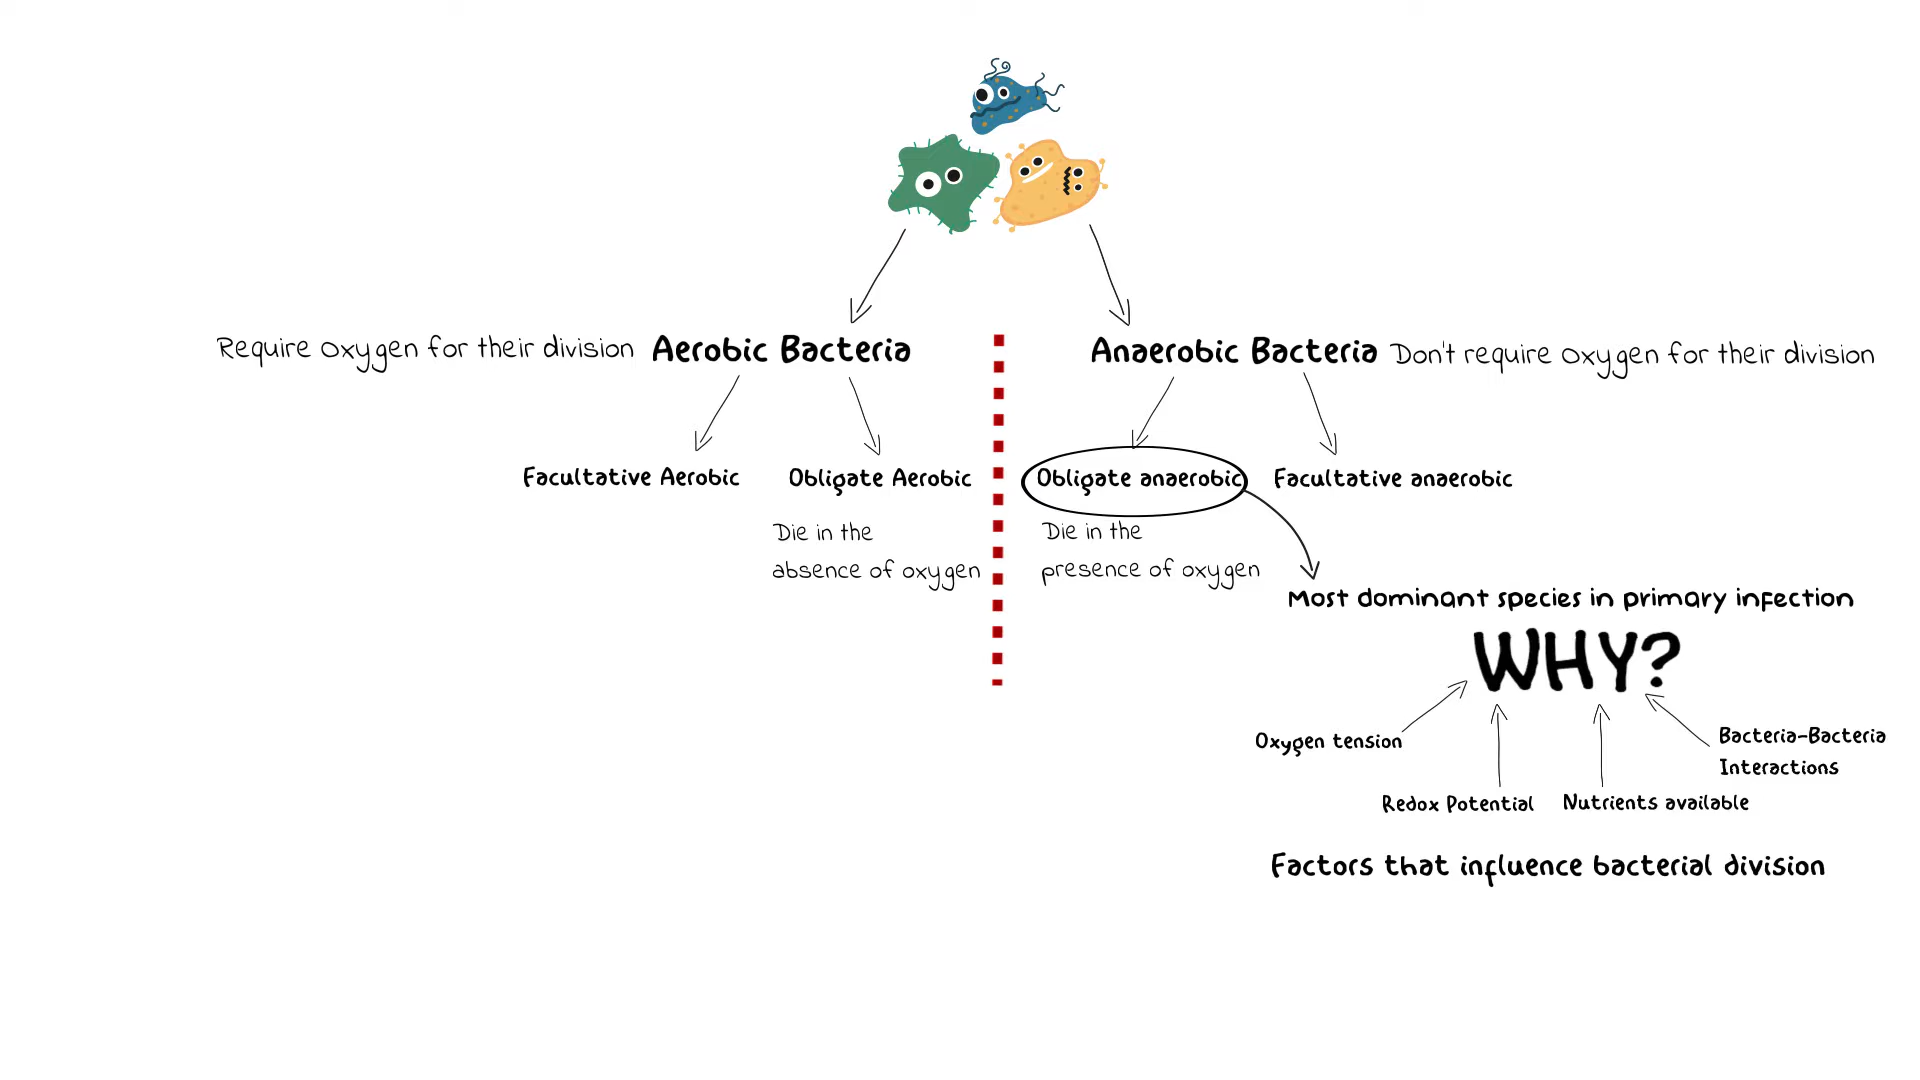 Require oxygen for their division
Aerobic Bacteria
Anaerobic Bacteria
Don't require oxygen for their division
Facultative Aerobic
Obligate Aerobic
Obligate anaerobic
Facultative anaerobic
Die in the
absence of oxygen
Die in the
presence of oxygen
Most dominant species in primary infection
WHY?
Oxygen tension
Redox Potential
Nutrients available
Bacteria-Bacteria
Interactions
Factors that influence bacterial division